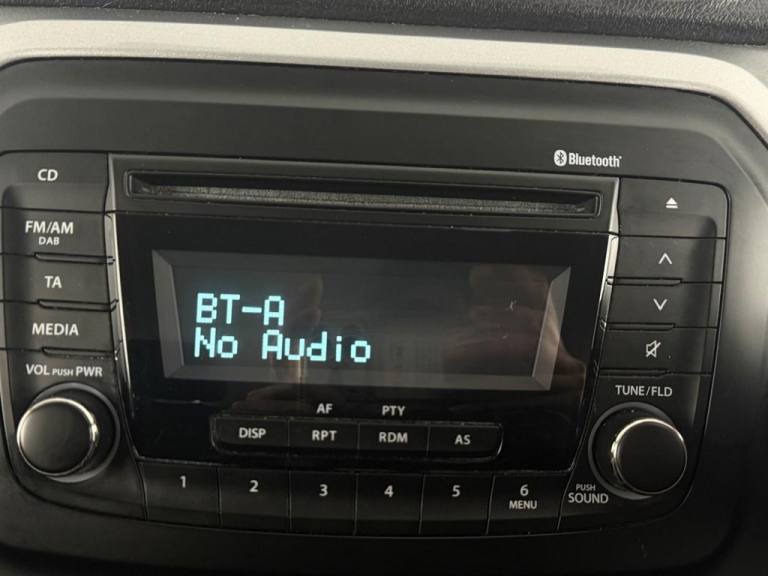 Bluetooth
CD
FM/AM
DAB
TA
MEDIA
VOL PUSH PWR
BT-A
No Audio
AF PTY
DISP RPT RDM AS
TUNE/FLD
1 2 3 4 5 6
MENU
PUSH
SOUND